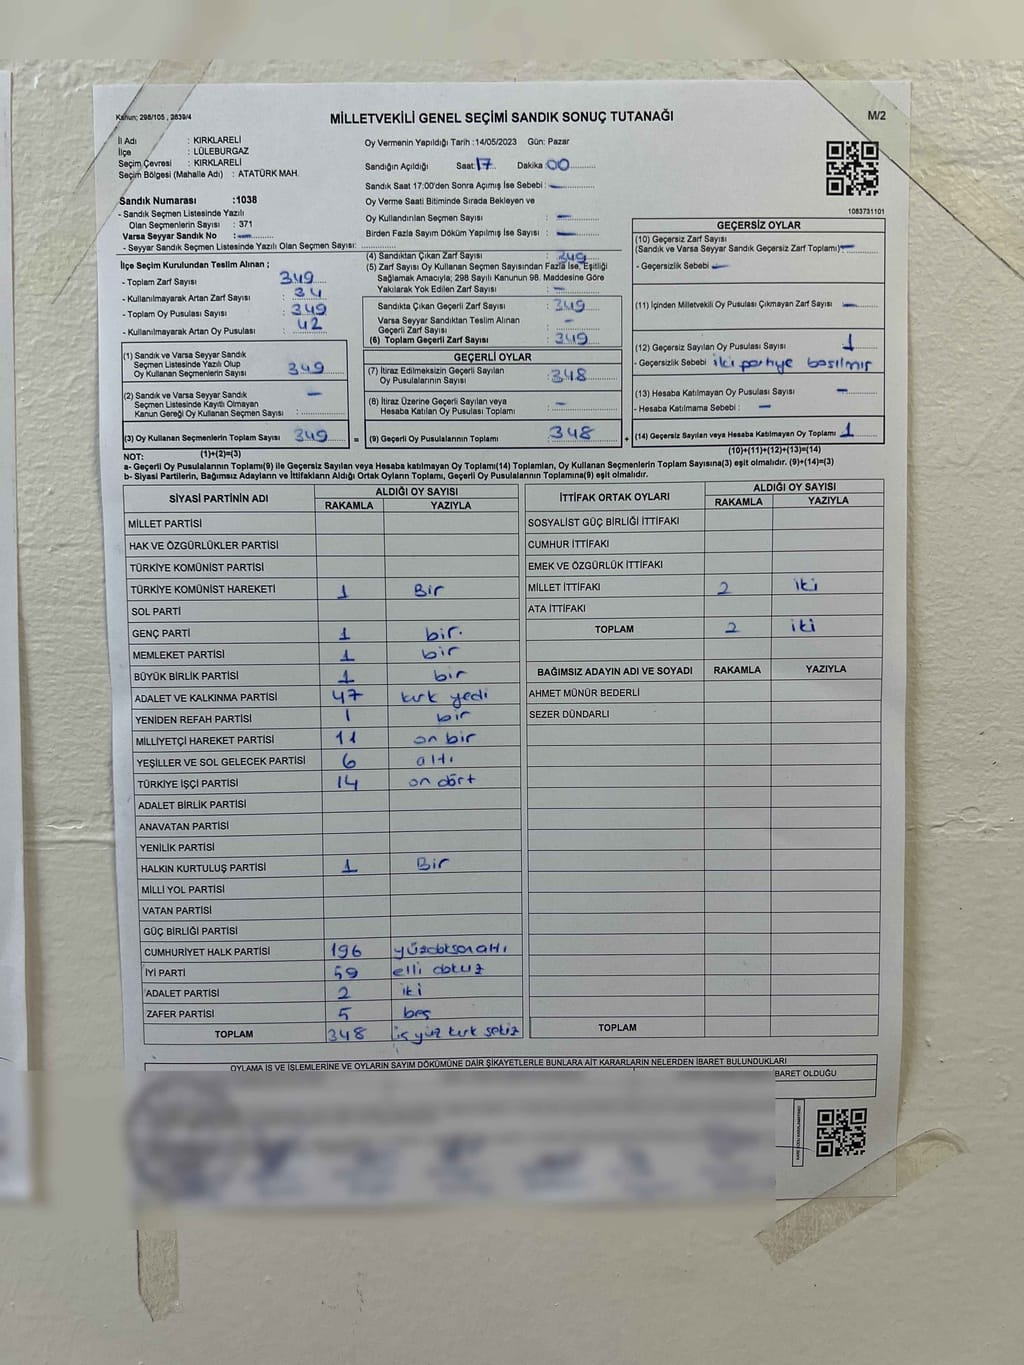 Kanun; 298/105 , 2839/4
MİLLETVEKİLİ GENEL SEÇİMİ SANDIK SONUÇ TUTANAĞI
M/2
İl Adı : KIRKLARELİ
İlçe : LÜLEBURGAZ
Seçim Çevresi : KIRKLARELİ
Seçim Bölgesi (Mahalle Adı) : ATATÜRK MAH.
Oy Vermenin Yapıldığı Tarih :14/05/2023 Gün: Pazar
Sandığın Açıldığı Saat: 17 Dakika 00
Sandık Saat 17:00'den Sonra Açımış İse Sebebi : —
Oy Verme Saati Bitiminde Sırada Bekleyen ve
Oy Kullandırılan Seçmen Sayısı : —
Birden Fazla Sayım Döküm Yapılmış İse Sayısı : —
1083731101
Sandık Numarası :1038
- Sandık Seçmen Listesinde Yazılı
Olan Seçmenlerin Sayısı : 371
Varsa Seyyar Sandık No : —
- Seyyar Sandık Seçmen Listesinde Yazılı Olan Seçmen Sayısı:
İlçe Seçim Kurulundan Teslim Alınan ;
- Toplam Zarf Sayısı : 349
- Kullanılmayarak Artan Zarf Sayısı : 34
- Toplam Oy Pusulası Sayısı : 349
- Kullanılmayarak Artan Oy Pusulası : 42
(1) Sandık ve Varsa Seyyar Sandık
Seçmen Listesinde Yazılı Olup
Oy Kullanan Seçmenlerin Sayısı : 349
(2) Sandık ve Varsa Seyyar Sandık
Seçmen Listesinde Kayıtlı Olmayan
Kanun Gereği Oy Kullanan Seçmen Sayısı : —
(3) Oy Kullanan Seçmenlerin Toplam Sayısı 349 =
(1)+(2)=(3)
(4) Sandıktan Çıkan Zarf Sayısı : 349
(5) Zarf Sayısı Oy Kullanan Seçmen Sayısından Fazla İse, Eşitliği
Sağlamak Amacıyla; 298 Sayılı Kanunun 98. Maddesine Göre
Yakılarak Yok Edilen Zarf Sayısı : —
Sandıkta Çıkan Geçerli Zarf Sayısı : 349
Varsa Seyyar Sandıktan Teslim Alınan
Geçerli Zarf Sayısı : —
(6) Toplam Geçerli Zarf Sayısı : 349
GEÇERLİ OYLAR
(7) İtiraz Edilmeksizin Geçerli Sayılan
Oy Pusulalarının Sayısı : 348
(8) İtiraz Üzerine Geçerli Sayılan veya
Hesaba Katılan Oy Pusulası Toplamı : —
(9) Geçerli Oy Pusulalarının Toplamı : 348 +
GEÇERSİZ OYLAR
(10) Geçersiz Zarf Sayısı
(Sandık ve Varsa Seyyar Sandık Geçersiz Zarf Toplamı) —
- Geçersizlik Sebebi —
(11) İçinden Milletvekili Oy Pusulası Çıkmayan Zarf Sayısı : —
(12) Geçersiz Sayılan Oy Pusulası Sayısı : 1
- Geçersizlik Sebebi iki partiye basılmış
(13) Hesaba Katılmayan Oy Pusulası Sayısı : —
- Hesaba Katılmama Sebebi : —
(14) Geçersiz Sayılan veya Hesaba Katılmayan Oy Toplamı : 1
(10)+(11)+(12)+(13)=(14)
NOT:
a- Geçerli Oy Pusulalarının Toplamı(9) ile Geçersiz Sayılan veya Hesaba katılmayan Oy Toplamı(14) Toplamları, Oy Kullanan Seçmenlerin Toplam Sayısına(3) eşit olmalıdır. (9)+(14)=(3)
b- Siyasi Partilerin, Bağımsız Adayların ve İttifakların Aldığı Ortak Oyların Toplamı, Geçerli Oy Pusulalarının Toplamına(9) eşit olmalıdır.
SİYASİ PARTİNİN ADI ALDIĞI OY SAYISI
RAKAMLA YAZIYLA
MİLLET PARTİSİ
HAK VE ÖZGÜRLÜKLER PARTİSİ
TÜRKİYE KOMÜNİST PARTİSİ
TÜRKİYE KOMÜNİST HAREKETİ 1 Bir
SOL PARTİ
GENÇ PARTİ 1 bir.
MEMLEKET PARTİSİ 1 bir
BÜYÜK BİRLİK PARTİSİ 1 bir
ADALET VE KALKINMA PARTİSİ 47 kırk yedi
YENİDEN REFAH PARTİSİ 1 bir
MİLLİYETÇİ HAREKET PARTİSİ 11 on bir
YEŞİLLER VE SOL GELECEK PARTİSİ 6 altı
TÜRKİYE İŞÇİ PARTİSİ 14 on dört
ADALET BİRLİK PARTİSİ
ANAVATAN PARTİSİ
YENİLİK PARTİSİ
HALKIN KURTULUŞ PARTİSİ 1 Bir
MİLLİ YOL PARTİSİ
VATAN PARTİSİ
GÜÇ BİRLİĞİ PARTİSİ
CUMHURİYET HALK PARTİSİ 196
İYİ PARTİ 59 elli dokuz
ADALET PARTİSİ 2 iki
ZAFER PARTİSİ 5 beş
TOPLAM 348 üç yüz kırk sekiz
İTTİFAK ORTAK OYLARI ALDIĞI OY SAYISI
RAKAMLA YAZIYLA
SOSYALİST GÜÇ BİRLİĞİ İTTİFAKI
CUMHUR İTTİFAKI
EMEK VE ÖZGÜRLÜK İTTİFAKI
MİLLET İTTİFAKI 2 iki
ATA İTTİFAKI
TOPLAM 2 iki
BAĞIMSIZ ADAYIN ADI VE SOYADI RAKAMLA YAZIYLA
AHMET MÜNÜR BEDERLİ
SEZER DÜNDARLI
TOPLAM
OYLAMA İŞ VE İŞLEMLERİNE VE OYLARIN SAYIM DÖKÜMÜNE DAİR ŞİKAYETLERLE BUNLARA AİT KARARLARIN NELERDEN İBARET BULUNDUKLARI
İBARET OLDUĞU